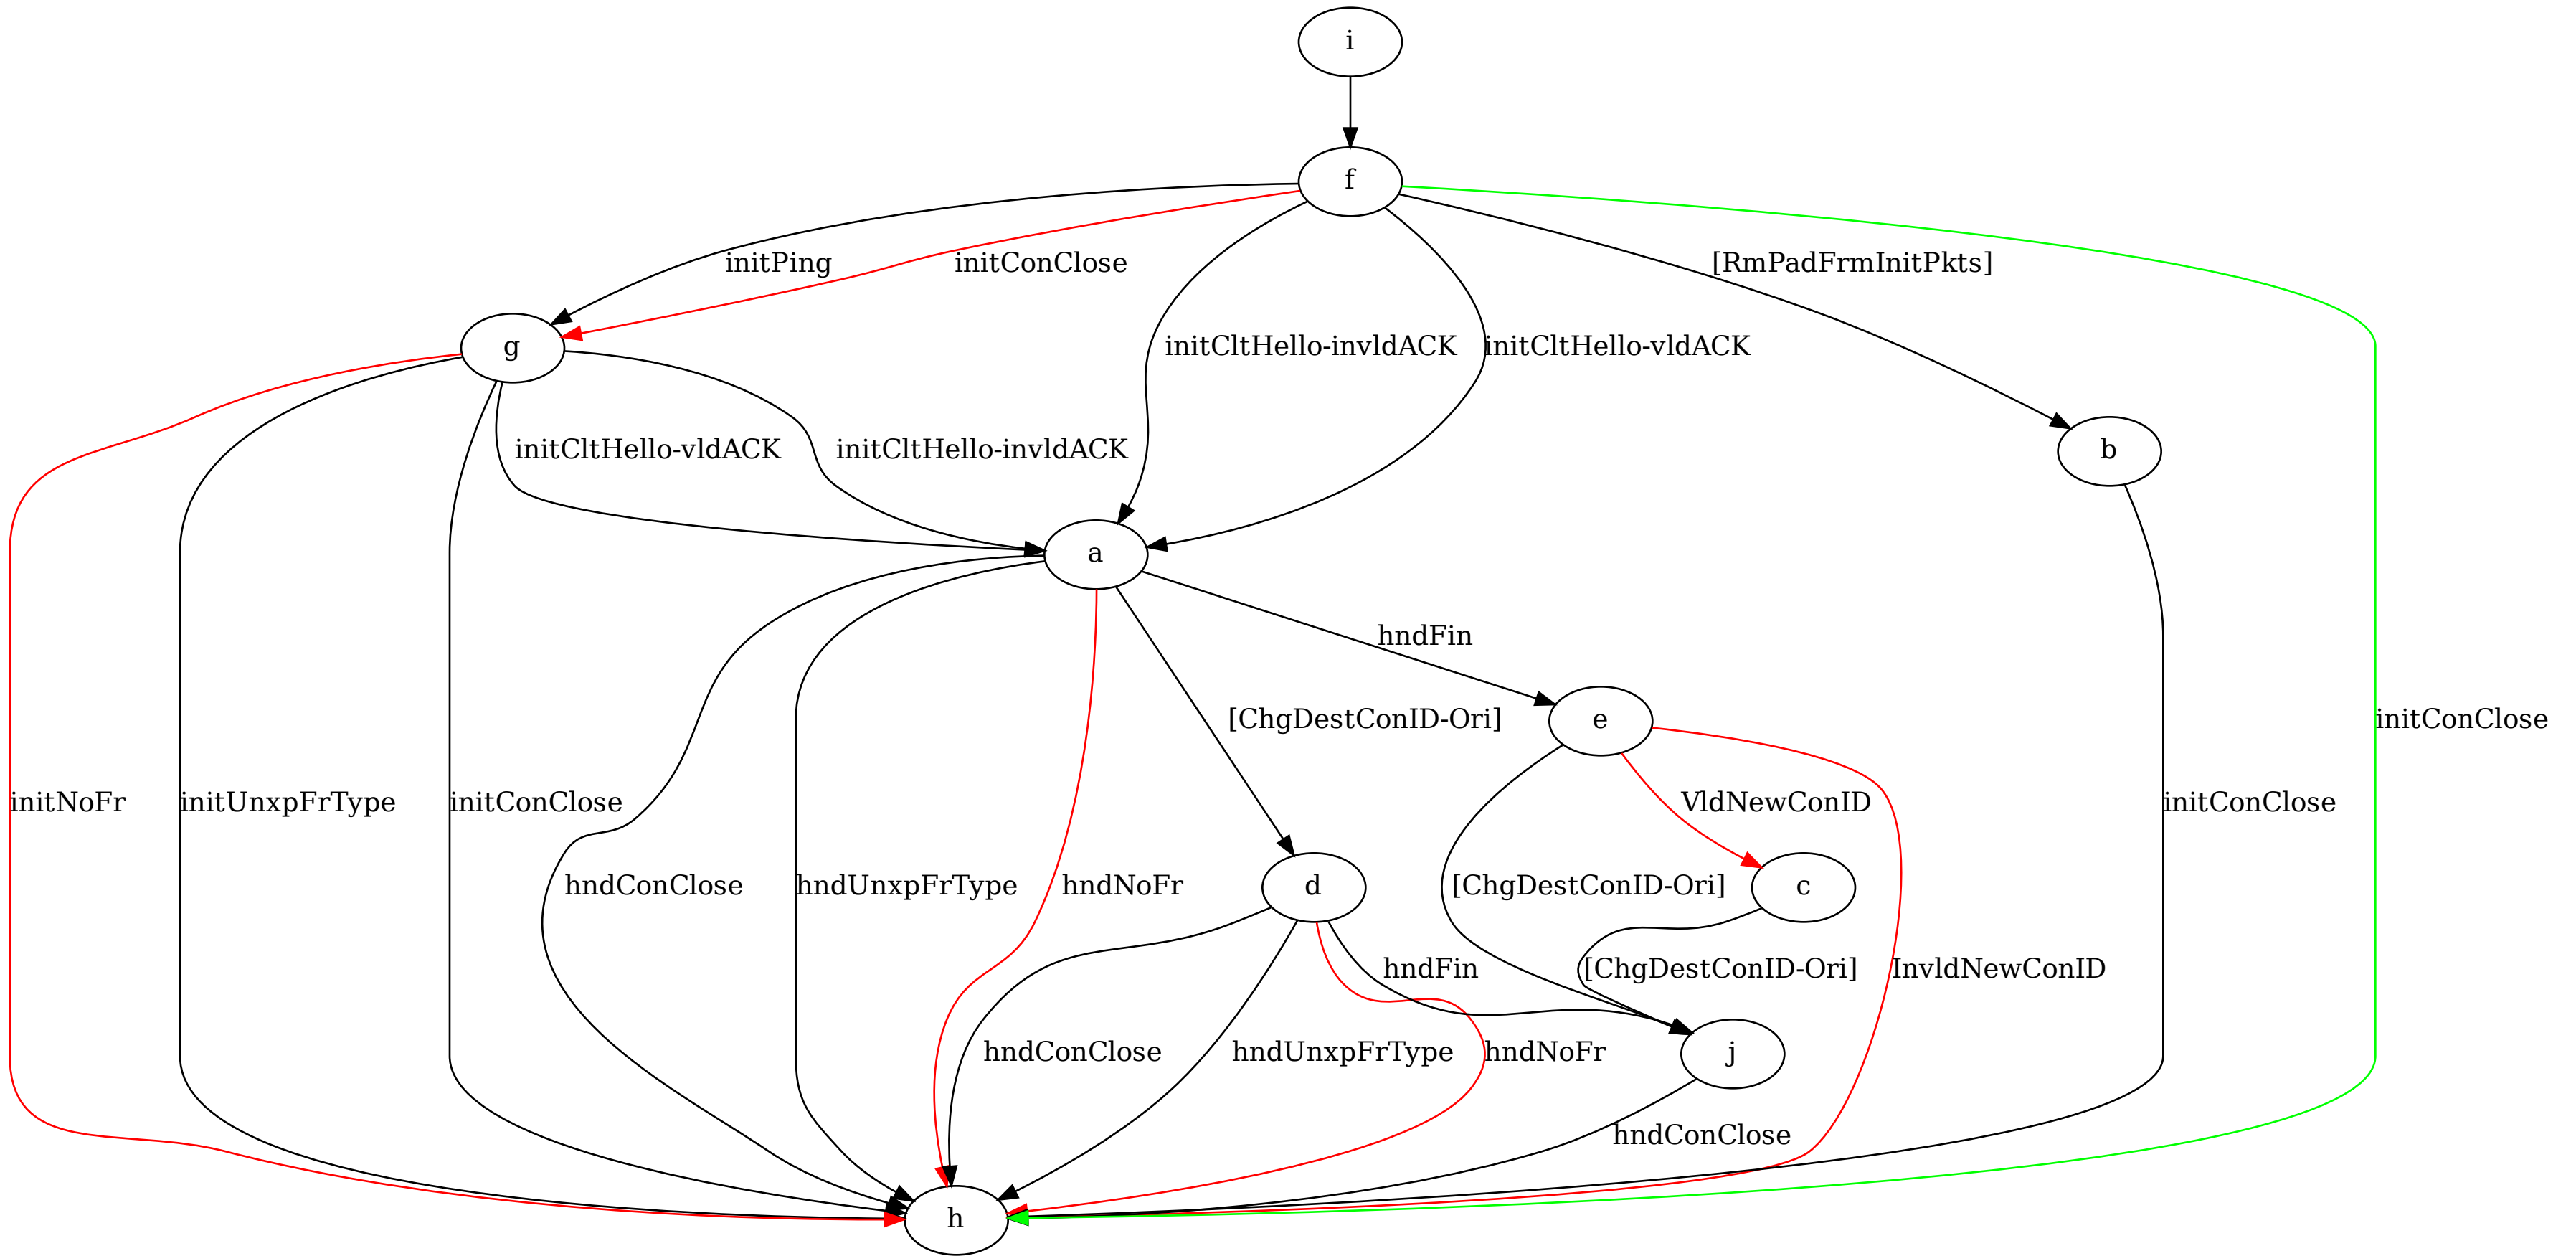 i
f
initPing
initConClose
[RmPadFrmInitPkts]
g
initCltHello-invldACK
initCltHello-vldACK
initCltHello-vldACK
initCltHello-invldACK
b
a
hndFin
[ChgDestConID-Ori]
e
initConClose
initNoFr
initUnxpFrType
initConClose
VldNewConID
initConClose
hndConClose
hndUnxpFrType
hndNoFr
d
[ChgDestConID-Ori]
c
hndFin
[ChgDestConID-Ori]
InvldNewConID
hndConClose
hndUnxpFrType
hndNoFr
j
hndConClose
h